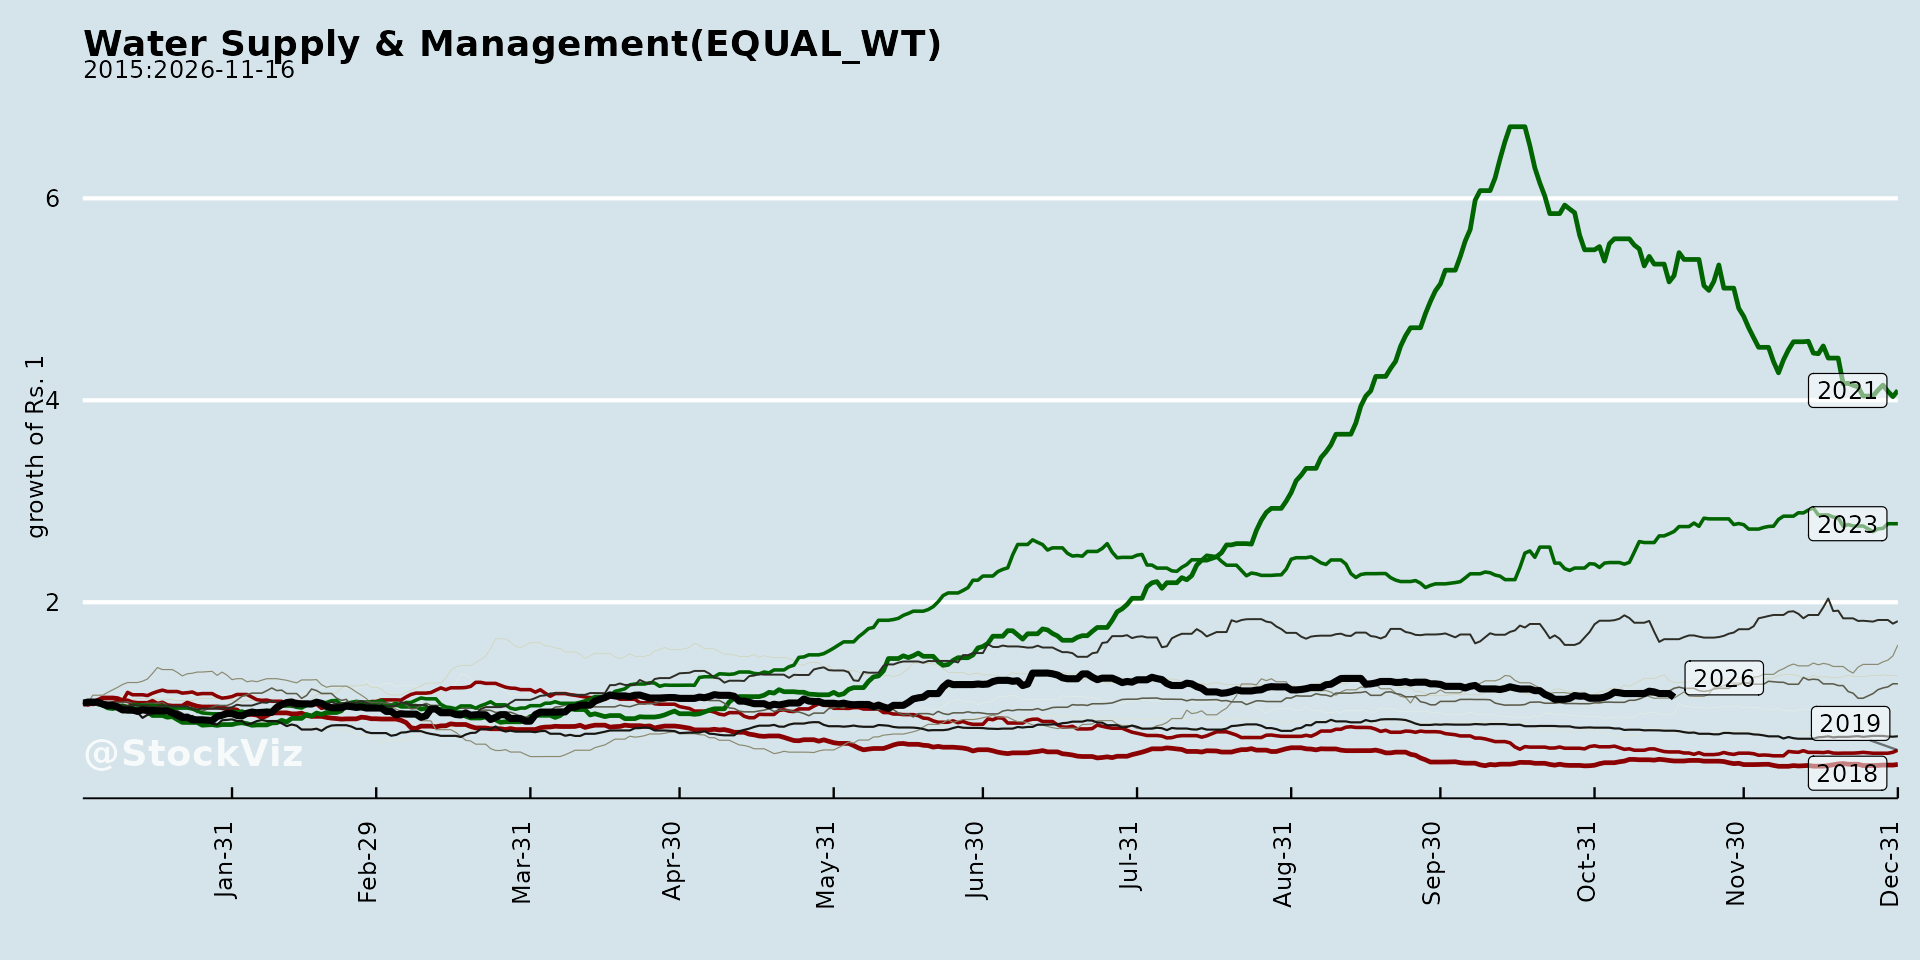 Water Supply & Management(EQUAL_WT)
2015:2026-11-16
growth of Rs. 1
6
4
2
2021
2023
2026
2019
2018
@StockViz
Jan-31
Feb-29
Mar-31
Apr-30
May-31
Jun-30
Jul-31
Aug-31
Sep-30
Oct-31
Nov-30
Dec-31